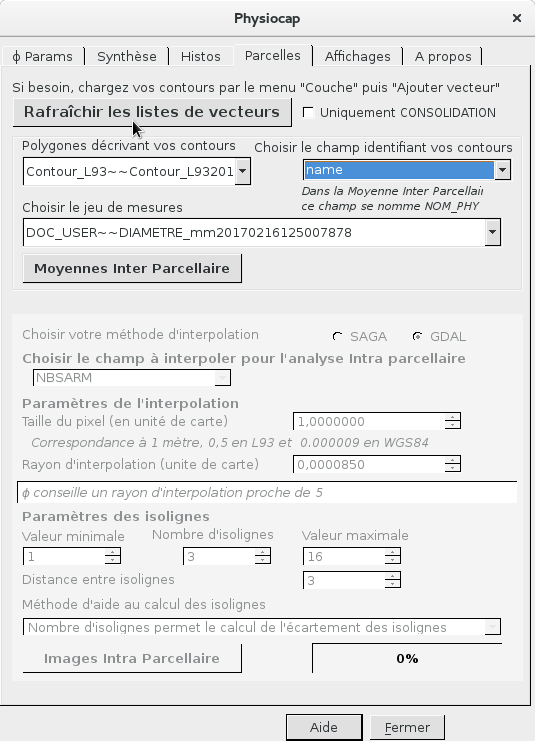 Physiocap
ϕ Params Synthèse Histos Parcelles Affichages A propos
Si besoin, chargez vos contours par le menu "Couche" puis "Ajouter vecteur"
Rafraîchir les listes de vecteurs Uniquement CONSOLIDATION
Polygones décrivant vos contours Choisir le champ identifiant vos contours
Contour_L93~~Contour_L93201 name
Dans la Moyenne Inter Parcellair
ce champ se nomme NOM_PHY
Choisir le jeu de mesures
DOC_USER~~DIAMETRE_mm20170216125007878
Moyennes Inter Parcellaire
Choisir votre méthode d'interpolation SAGA GDAL
Choisir le champ à interpoler pour l'analyse Intra parcellaire
NBSARM
Paramètres de l'interpolation
Taille du pixel (en unité de carte) 1,0000000
Correspondance à 1 mètre, 0,5 en L93 et 0.000009 en WGS84
Rayon d'interpolation (unite de carte) 0,0000850
ϕ conseille un rayon d'interpolation proche de 5
Paramètres des isolignes
Valeur minimale Nombre d'isolignes Valeur maximale
1 3 16
Distance entre isolignes 3
Méthode d'aide au calcul des isolignes
Nombre d'isolignes permet le calcul de l'écartement des isolignes
Images Intra Parcellaire 0%
Aide Fermer